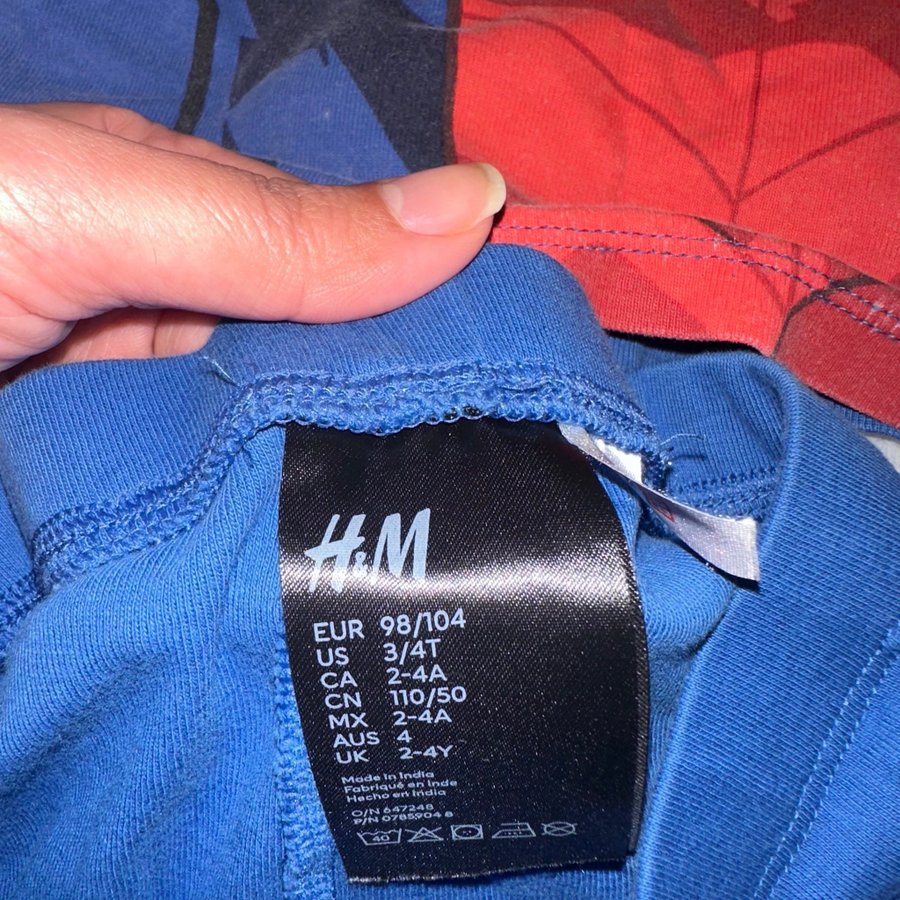 H&M
EUR 98/104
US 3/4T
CA 2-4A
CN 110/50
MX 2-4A
AUS 4
UK 2-4Y
Made in India
Fabriqué en Inde
Hecho en India
O/N 647248
P/N 0785904 8
40